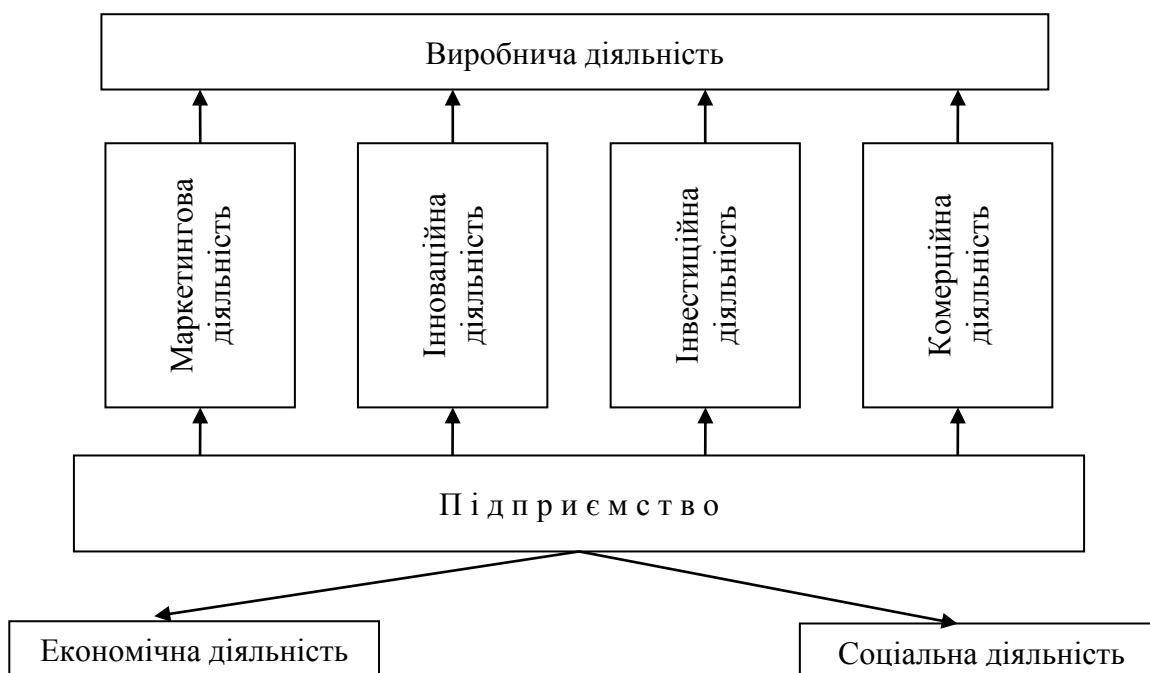 Виробнича діяльність
Маркетингова
діяльність
Інноваційна
діяльність
Інвестиційна
діяльність
Комерційна
діяльність
П і д п р и є м с т в о
Економічна діяльність
Соціальна діяльність